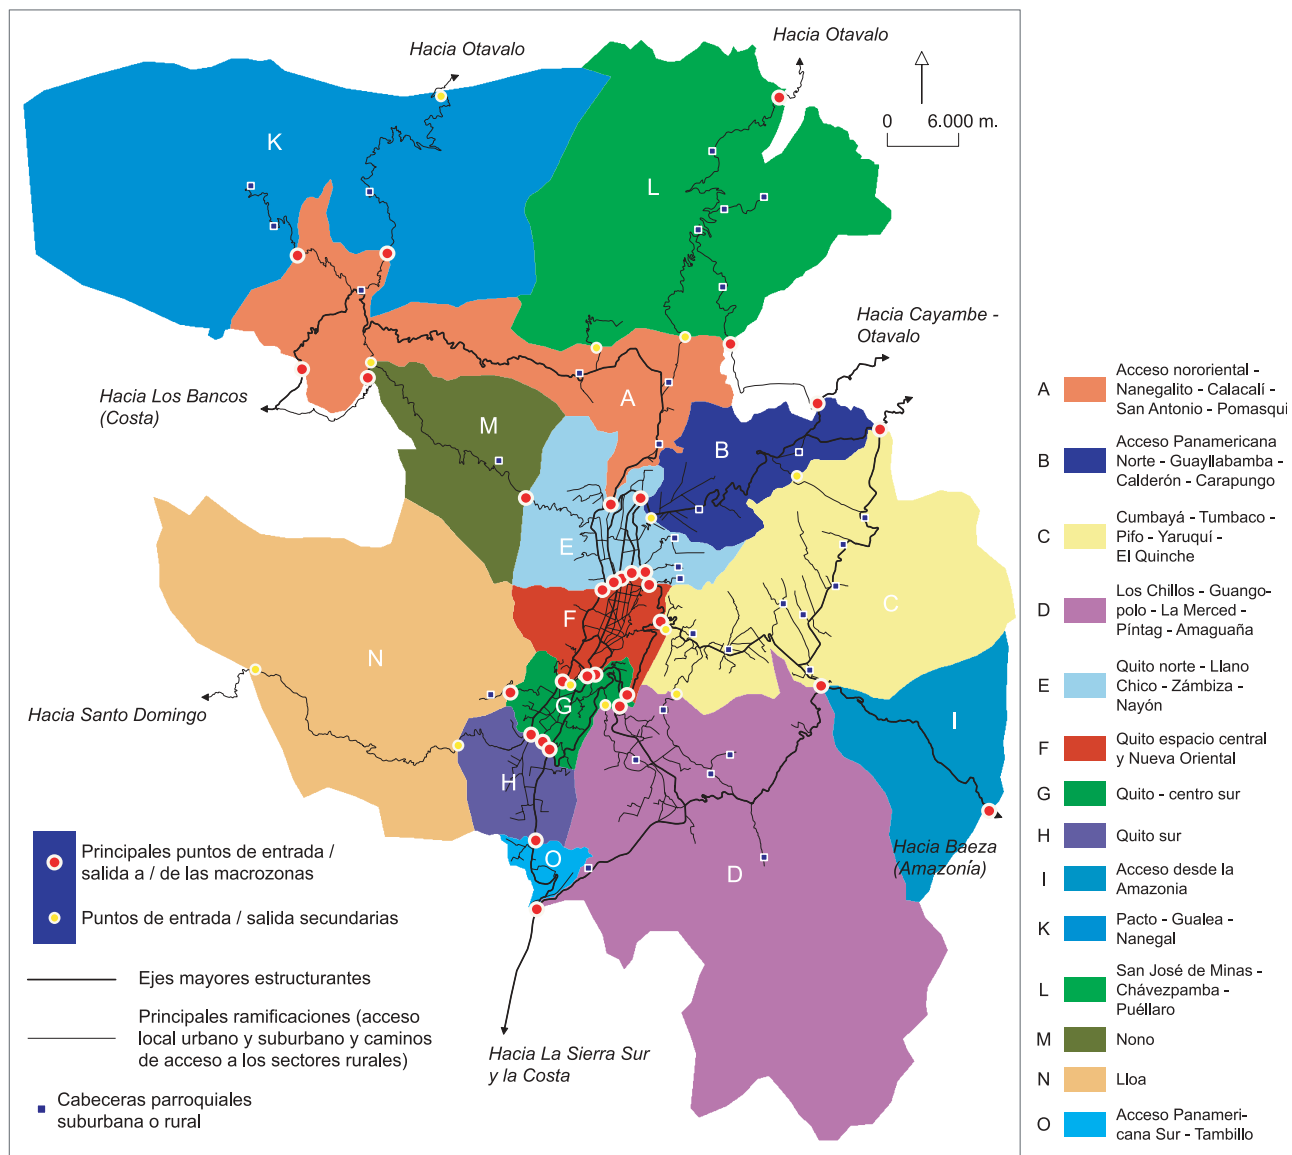 Hacia Otavalo
Hacia Otavalo
0 6.000 m.
K
L
Hacia Cayambe -
Otavalo
Hacia Los Bancos
(Costa)
A
M
B
E
C
F
N
Hacia Santo Domingo
G
I
H
O
D
Hacia Baeza
(Amazonía)
Hacia La Sierra Sur
y la Costa
Principales puntos de entrada /
salida a / de las macrozonas
Puntos de entrada / salida secundarias
Ejes mayores estructurantes
Principales ramificaciones (acceso
local urbano y suburbano y caminos
de acceso a los sectores rurales)
Cabeceras parroquiales
suburbana o rural
A Acceso nororiental -
Nanegalito - Calacalí -
San Antonio - Pomasqui
B Acceso Panamericana
Norte - Guayllabamba -
Calderón - Carapungo
C Cumbayá - Tumbaco -
Pifo - Yaruquí -
El Quinche
D Los Chillos - Guango-
polo - La Merced -
Píntag - Amaguaña
E Quito norte - Llano
Chico - Zámbiza -
Nayón
F Quito espacio central
y Nueva Oriental
G Quito - centro sur
H Quito sur
I Acceso desde la
Amazonia
K Pacto - Gualea -
Nanegal
L San José de Minas -
Chávezpamba -
Puéllaro
M Nono
N Lloa
O Acceso Panameri-
cana Sur - Tambillo